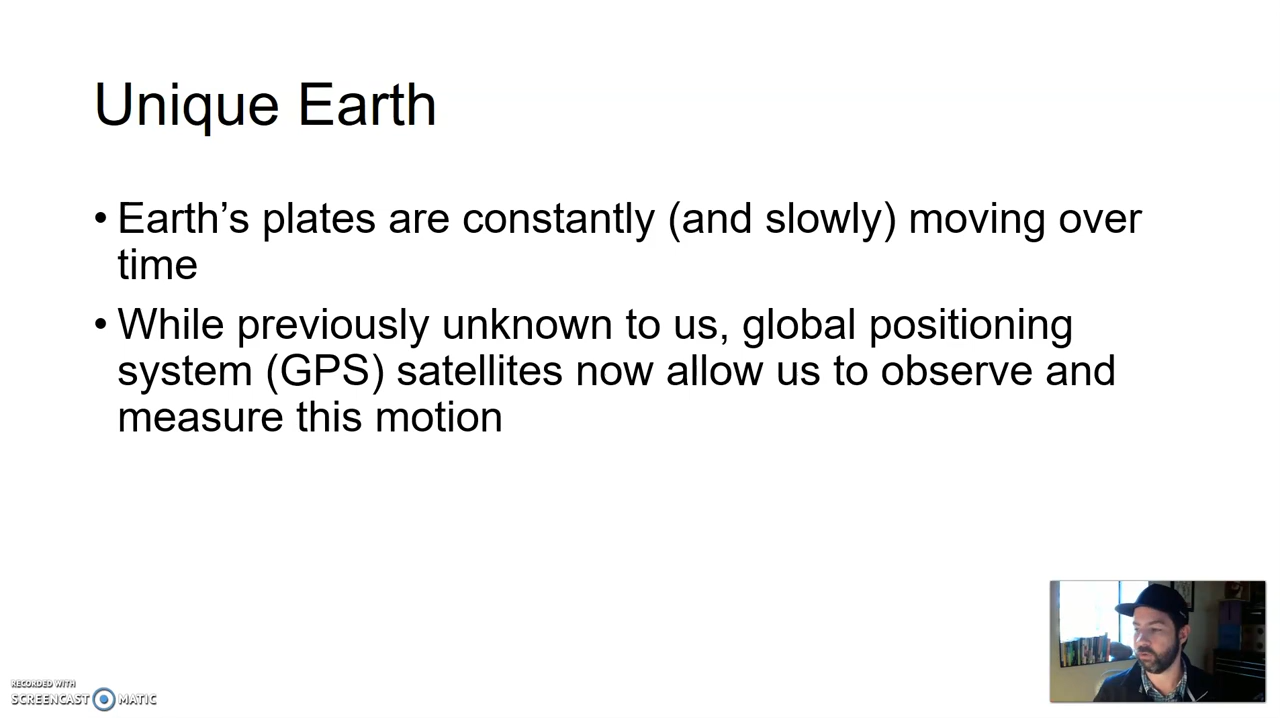 Unique Earth
• Earth’s plates are constantly (and slowly) moving over
time
• While previously unknown to us, global positioning
system (GPS) satellites now allow us to observe and
measure this motion
RECORDED WITH
SCREENCAST MATIC